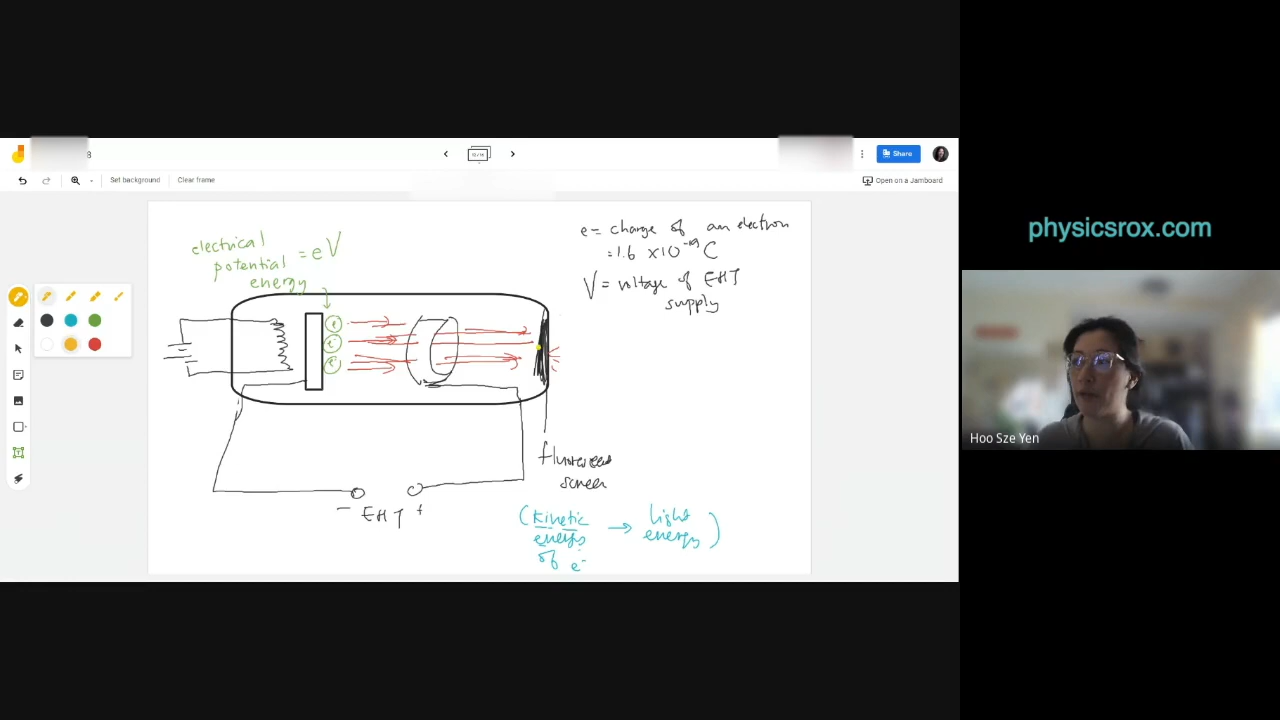 8
Share
Set background
Clear frame
Open on a Jamboard
electrical
potential
energy
= eV
e = charge of an electron
= 1.6 x10⁻¹⁹ C
V = voltage of EHT
supply
e⁻
e⁻
e⁻
fluorescent
screen
- EHT +
(kinetic
energy
of e⁻
→ light
energy)
physicsrox.com
Hoo Sze Yen